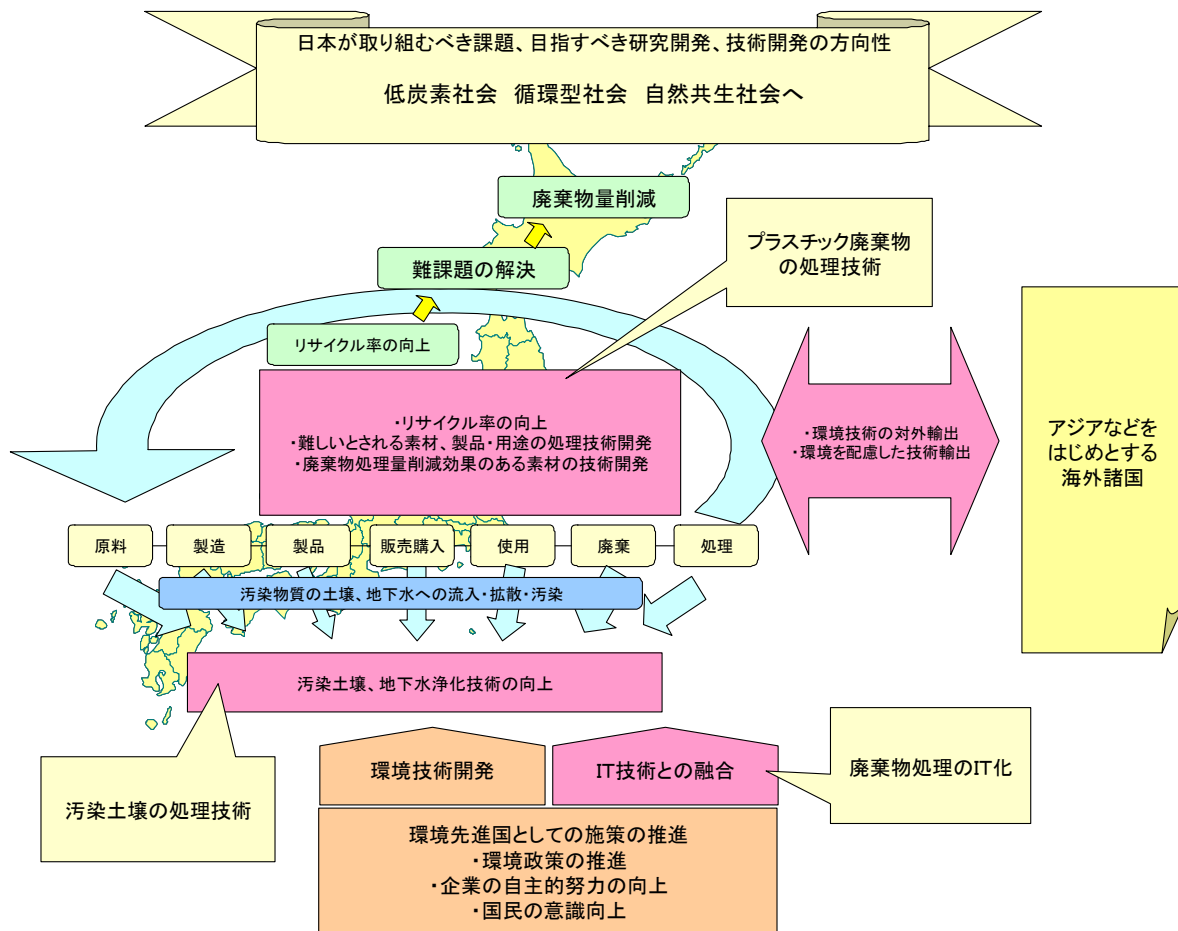 日本が取り組むべき課題、目指すべき研究開発、技術開発の方向性
低炭素社会 循環型社会 自然共生社会へ
廃棄物量削減
難課題の解決
リサイクル率の向上
プラスチック廃棄物
の処理技術
・リサイクル率の向上
・難しいとされる素材、製品・用途の処理技術開発
・廃棄物処理量削減効果のある素材の技術開発
・環境技術の対外輸出
・環境を配慮した技術輸出
アジアなどを
はじめとする
海外諸国
原料
製造
製品
販売購入
使用
廃棄
処理
汚染物質の土壌、地下水への流入・拡散・汚染
汚染土壌、地下水浄化技術の向上
汚染土壌の処理技術
環境技術開発
IT技術との融合
廃棄物処理のIT化
環境先進国としての施策の推進
・環境政策の推進
・企業の自主的努力の向上
・国民の意識向上